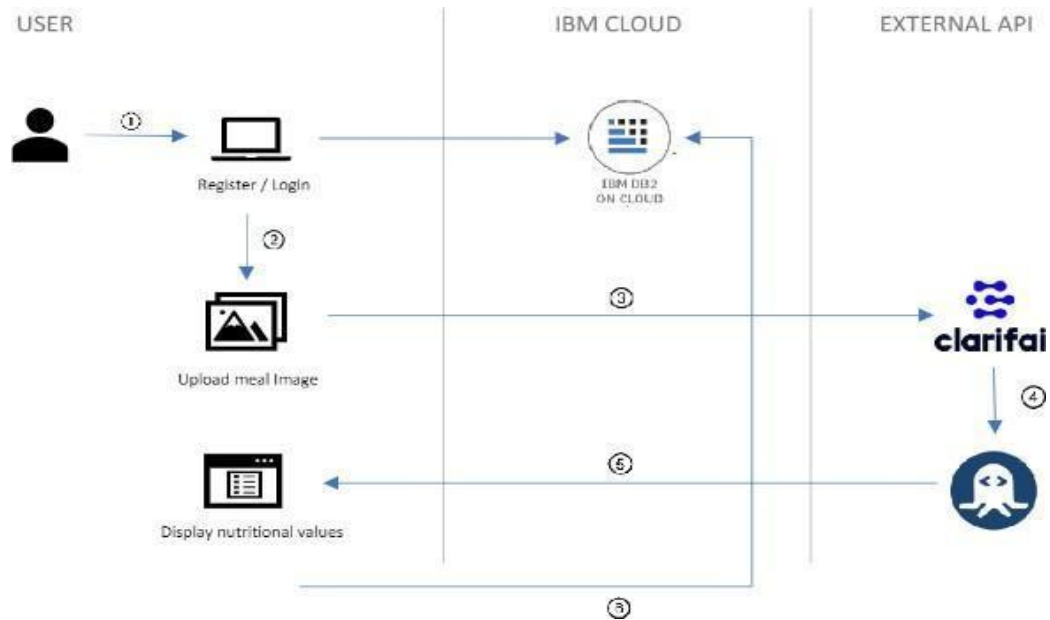 USER
IBM CLOUD
EXTERNAL API
①
Register / Login
IBM DB2
ON CLOUD
②
③
clarifai
Upload meal Image
④
⑤
Display nutritional values